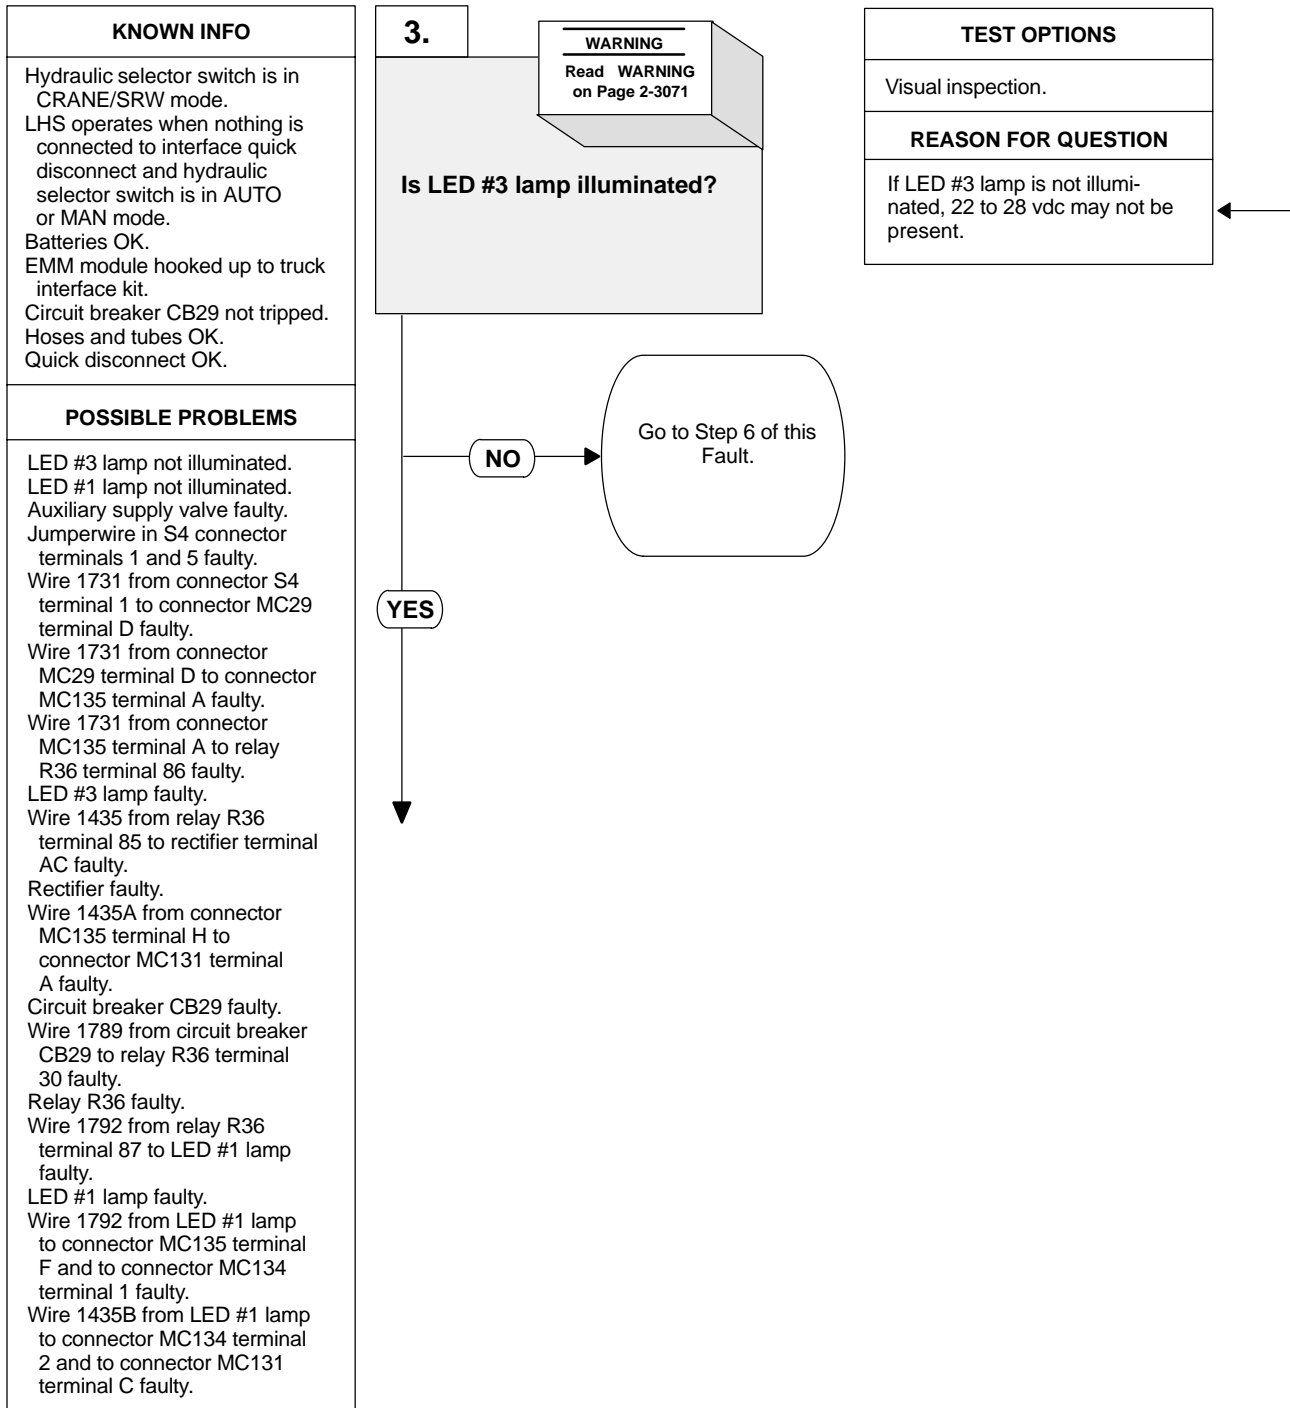 KNOWN INFO
Hydraulic selector switch is in
CRANE/SRW mode.
LHS operates when nothing is
connected to interface quick
disconnect and hydraulic
selector switch is in AUTO
or MAN mode.
Batteries OK.
EMM module hooked up to truck
interface kit.
Circuit breaker CB29 not tripped.
Hoses and tubes OK.
Quick disconnect OK.
POSSIBLE PROBLEMS
LED #3 lamp not illuminated.
LED #1 lamp not illuminated.
Auxiliary supply valve faulty.
Jumperwire in S4 connector
terminals 1 and 5 faulty.
Wire 1731 from connector S4
terminal 1 to connector MC29
terminal D faulty.
Wire 1731 from connector
MC29 terminal D to connector
MC135 terminal A faulty.
Wire 1731 from connector
MC135 terminal A to relay
R36 terminal 86 faulty.
LED #3 lamp faulty.
Wire 1435 from relay R36
terminal 85 to rectifier terminal
AC faulty.
Rectifier faulty.
Wire 1435A from connector
MC135 terminal H to
connector MC131 terminal
A faulty.
Circuit breaker CB29 faulty.
Wire 1789 from circuit breaker
CB29 to relay R36 terminal
30 faulty.
Relay R36 faulty.
Wire 1792 from relay R36
terminal 87 to LED #1 lamp
faulty.
LED #1 lamp faulty.
Wire 1792 from LED #1 lamp
to connector MC135 terminal
F and to connector MC134
terminal 1 faulty.
Wire 1435B from LED #1 lamp
to connector MC134 terminal
2 and to connector MC131
terminal C faulty.
3.
WARNING
Read WARNING
on Page 2-3071
Is LED #3 lamp illuminated?
NO
Go to Step 6 of this
Fault.
YES
TEST OPTIONS
Visual inspection.
REASON FOR QUESTION
If LED #3 lamp is not illumi-
nated, 22 to 28 vdc may not be
present.